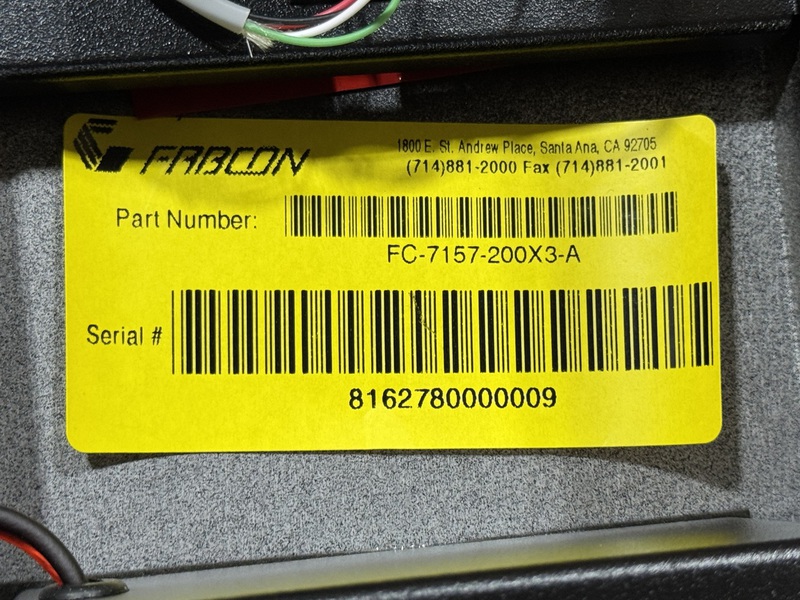 FABCON
1800 E. St. Andrew Place, Santa Ana, CA 92705
(714)881-2000 Fax (714)881-2001
Part Number:
FC-7157-200X3-A
Serial #
8162780000009